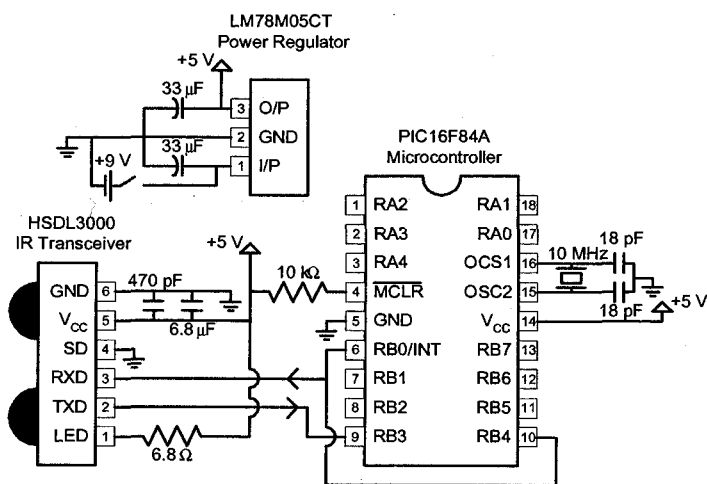 LM78M05CT
Power Regulator
+5 V
33 µF
3 O/P
2 GND
33 µF
1 I/P
+9 V
PIC16F84A
Microcontroller
1 RA2
RA1 18
2 RA3
RA0 17
3 RA4
OCS1 16
4 MCLR
OSC2 15
5 GND
VCC 14
6 RB0/INT
RB7 13
7 RB1
RB6 12
8 RB2
RB5 11
9 RB3
RB4 10
10 MHz
18 pF
18 pF
+5 V
HSDL3000
IR Transceiver
+5 V
10 kΩ
GND 6
470 pF
VCC 5
6.8 µF
SD 4
RXD 3
TXD 2
LED 1
6.8 Ω